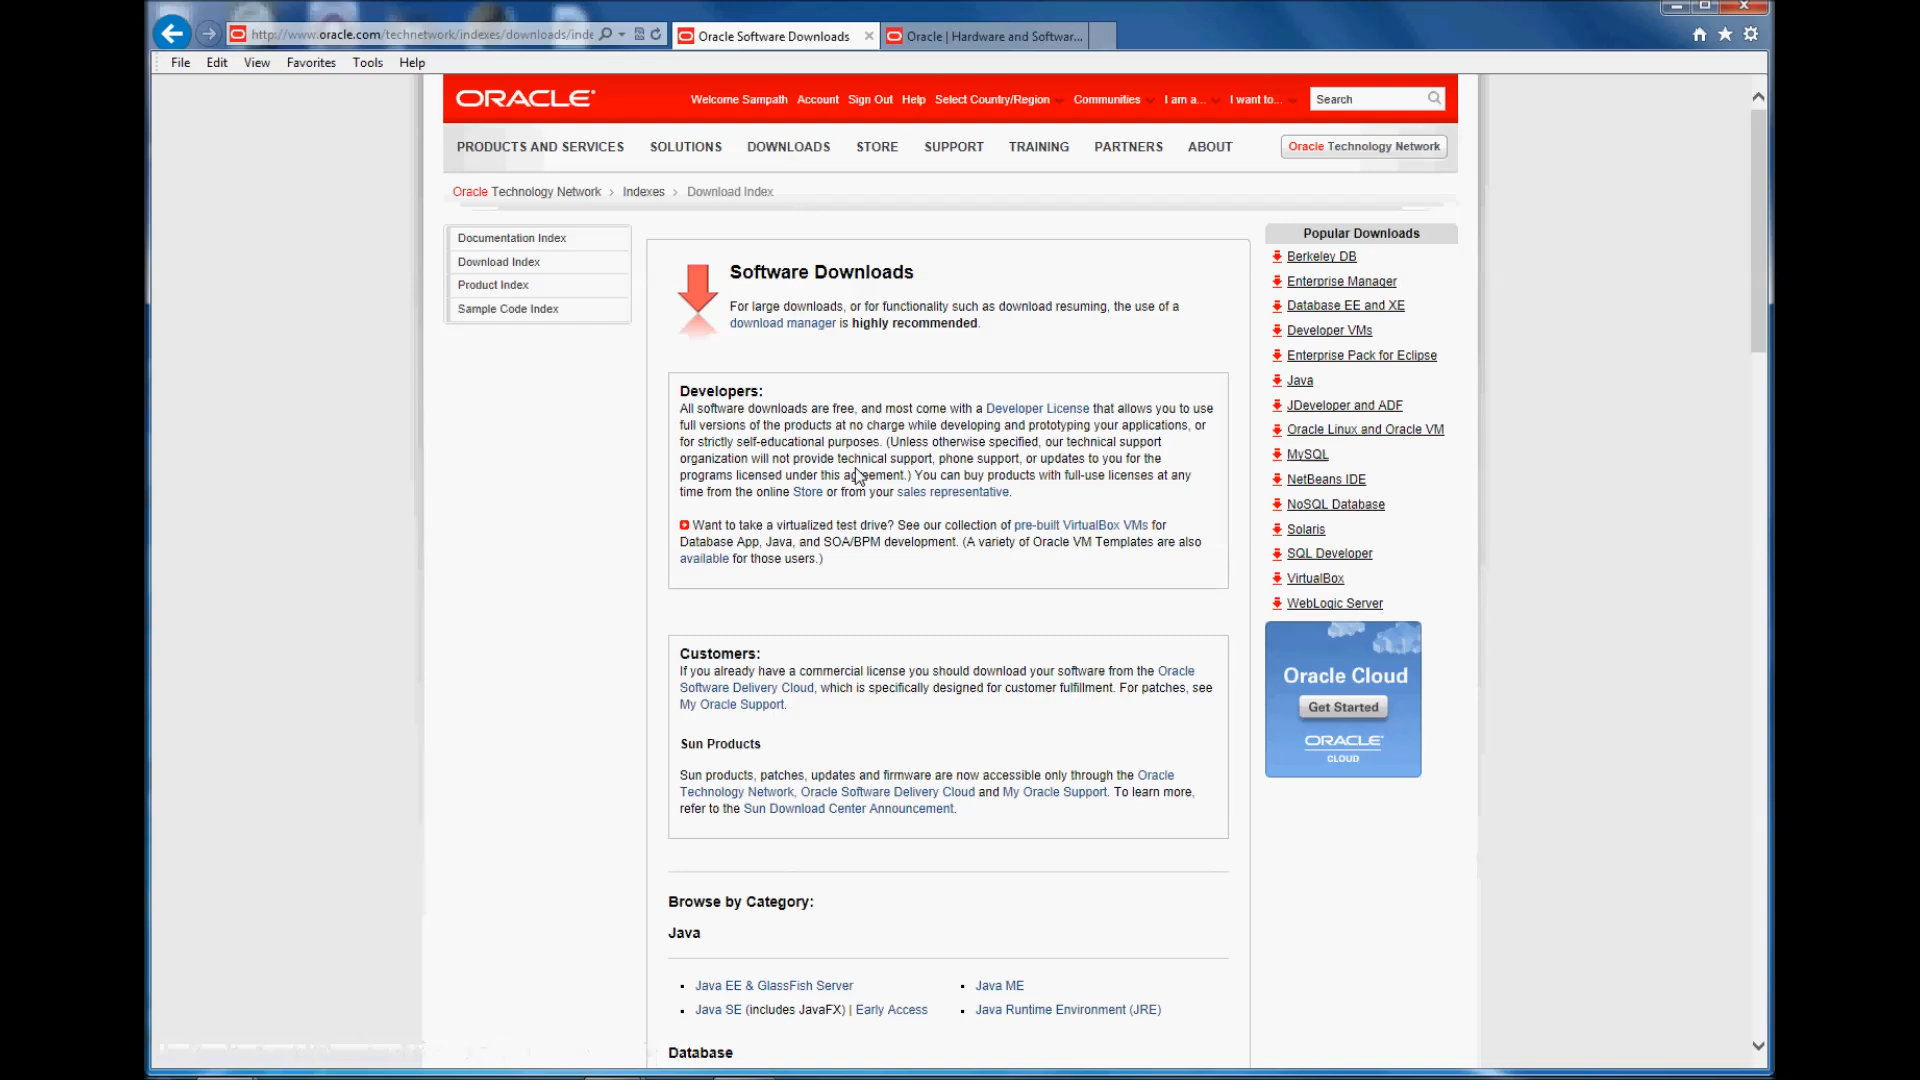 http://www.oracle.com/technetwork/indexes/downloads/inde
Oracle Software Downloads
Oracle | Hardware and Softwar...
File Edit View Favorites Tools Help
ORACLE
Welcome Sampath Account Sign Out Help Select Country/Region Communities I am a... I want to... Search
PRODUCTS AND SERVICES SOLUTIONS DOWNLOADS STORE SUPPORT TRAINING PARTNERS ABOUT Oracle Technology Network
Oracle Technology Network > Indexes > Download Index
Documentation Index
Download Index
Product Index
Sample Code Index
Software Downloads
For large downloads, or for functionality such as download resuming, the use of a
download manager is highly recommended.
Developers:
All software downloads are free, and most come with a Developer License that allows you to use
full versions of the products at no charge while developing and prototyping your applications, or
for strictly self-educational purposes. (Unless otherwise specified, our technical support
organization will not provide technical support, phone support, or updates to you for the
programs licensed under this agreement.) You can buy products with full-use licenses at any
time from the online Store or from your sales representative.
Want to take a virtualized test drive? See our collection of pre-built VirtualBox VMs for
Database App, Java, and SOA/BPM development. (A variety of Oracle VM Templates are also
available for those users.)
Customers:
If you already have a commercial license you should download your software from the Oracle
Software Delivery Cloud, which is specifically designed for customer fulfillment. For patches, see
My Oracle Support.
Sun Products
Sun products, patches, updates and firmware are now accessible only through the Oracle
Technology Network, Oracle Software Delivery Cloud and My Oracle Support. To learn more,
refer to the Sun Download Center Announcement.
Browse by Category:
Java
Java EE & GlassFish Server
Java SE (includes JavaFX) | Early Access
Java ME
Java Runtime Environment (JRE)
Database
Popular Downloads
Berkeley DB
Enterprise Manager
Database EE and XE
Developer VMs
Enterprise Pack for Eclipse
Java
JDeveloper and ADF
Oracle Linux and Oracle VM
MySQL
NetBeans IDE
NoSQL Database
Solaris
SQL Developer
VirtualBox
WebLogic Server
Oracle Cloud
Get Started
ORACLE
CLOUD